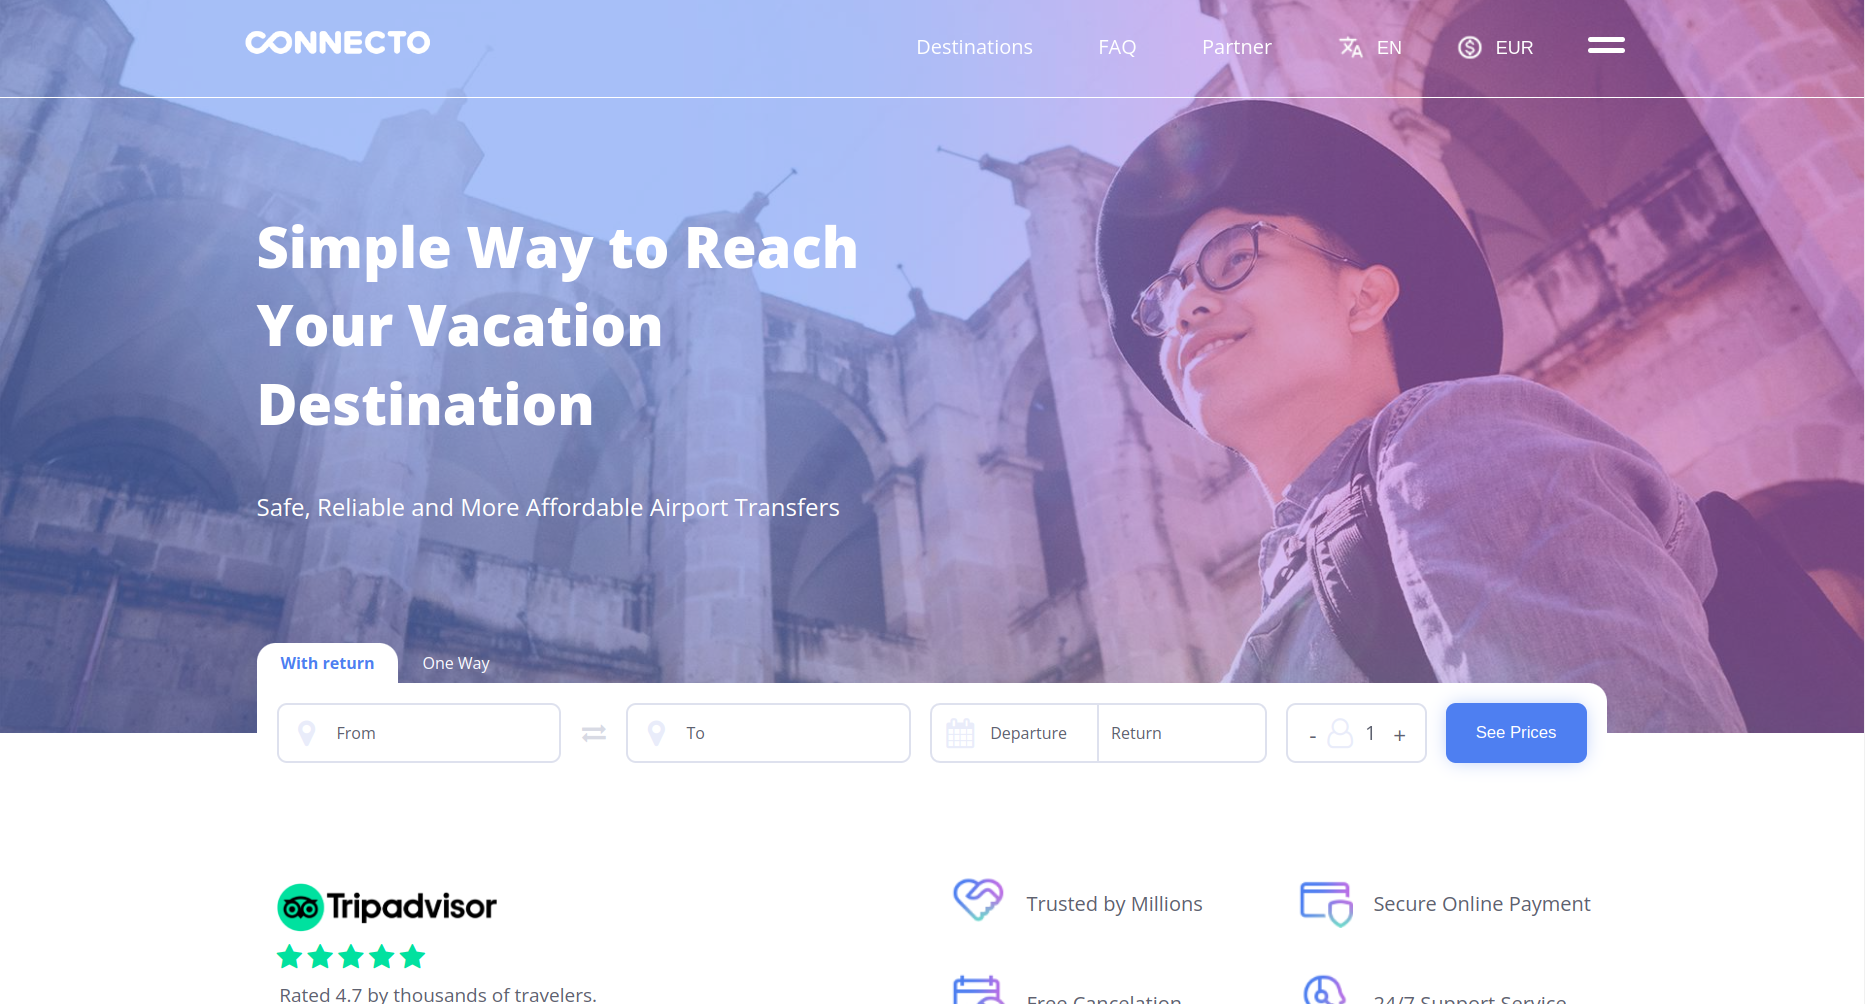 CONNECTO
Destinations
FAQ
Partner
EN
EUR
Simple Way to Reach
Your Vacation
Destination
Safe, Reliable and More Affordable Airport Transfers
With return
One Way
From
To
Departure
Return
- 1 +
See Prices
Tripadvisor
Rated 4.7 by thousands of travelers.
Trusted by Millions
Secure Online Payment
Free Cancelation
24/7 Support Service